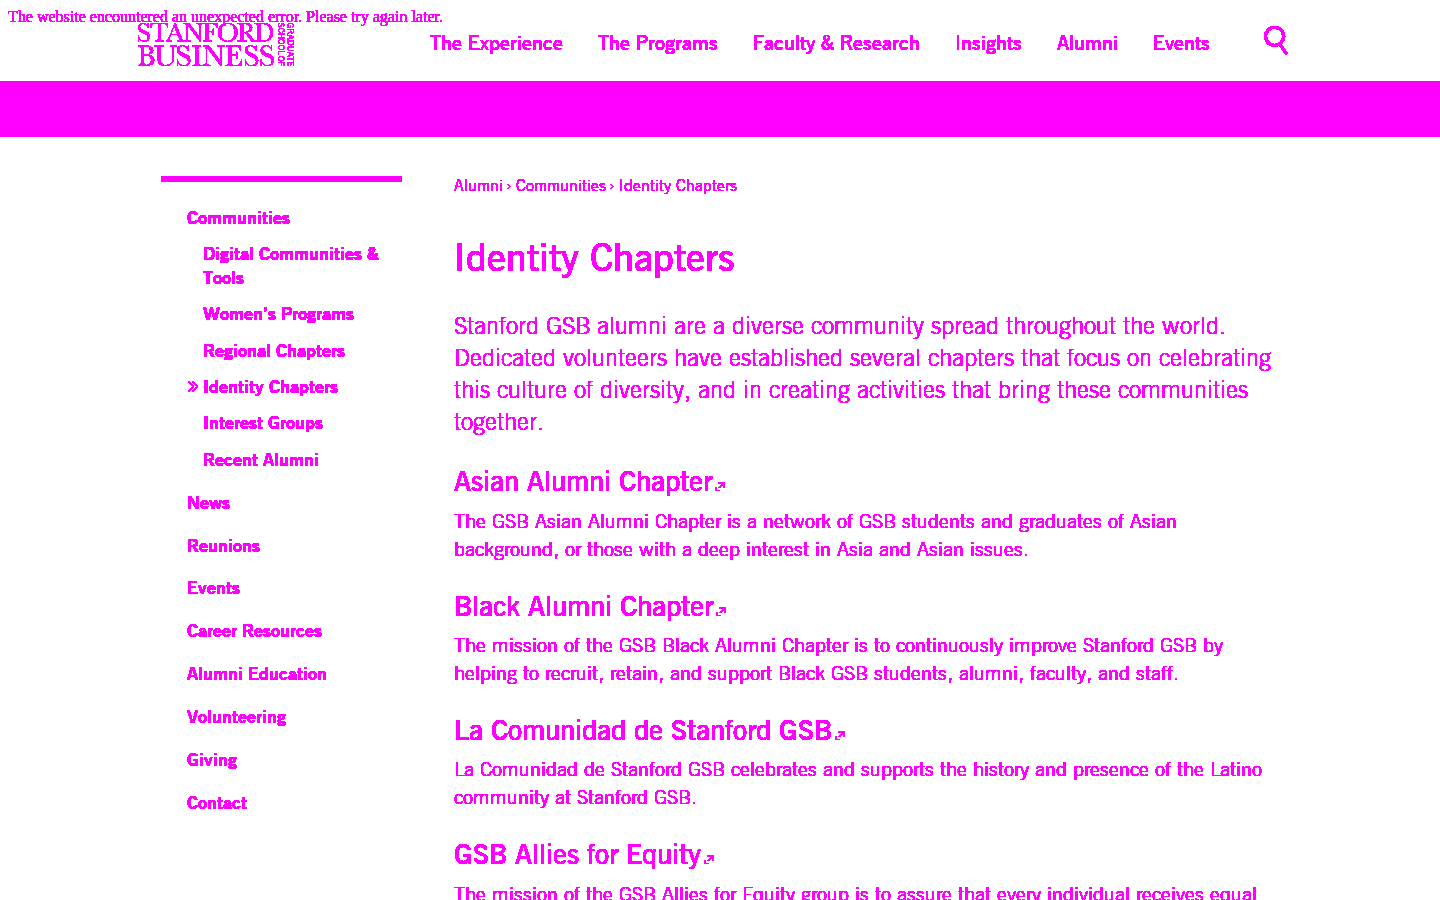 The website encountered an unexpected error. Please try again later.
STANFORD
BUSINESS
GRADUATE
SCHOOL OF
The Experience
The Programs
Faculty & Research
Insights
Alumni
Events
Alumni › Communities › Identity Chapters
Communities
Digital Communities &
Tools
Women's Programs
Regional Chapters
» Identity Chapters
Interest Groups
Recent Alumni
News
Reunions
Events
Career Resources
Alumni Education
Volunteering
Giving
Contact
Identity Chapters
Stanford GSB alumni are a diverse community spread throughout the world.
Dedicated volunteers have established several chapters that focus on celebrating
this culture of diversity, and in creating activities that bring these communities
together.
Asian Alumni Chapter
The GSB Asian Alumni Chapter is a network of GSB students and graduates of Asian
background, or those with a deep interest in Asia and Asian issues.
Black Alumni Chapter
The mission of the GSB Black Alumni Chapter is to continuously improve Stanford GSB by
helping to recruit, retain, and support Black GSB students, alumni, faculty, and staff.
La Comunidad de Stanford GSB
La Comunidad de Stanford GSB celebrates and supports the history and presence of the Latino
community at Stanford GSB.
GSB Allies for Equity
The mission of the GSB Allies for Equity group is to assure that every individual receives equal